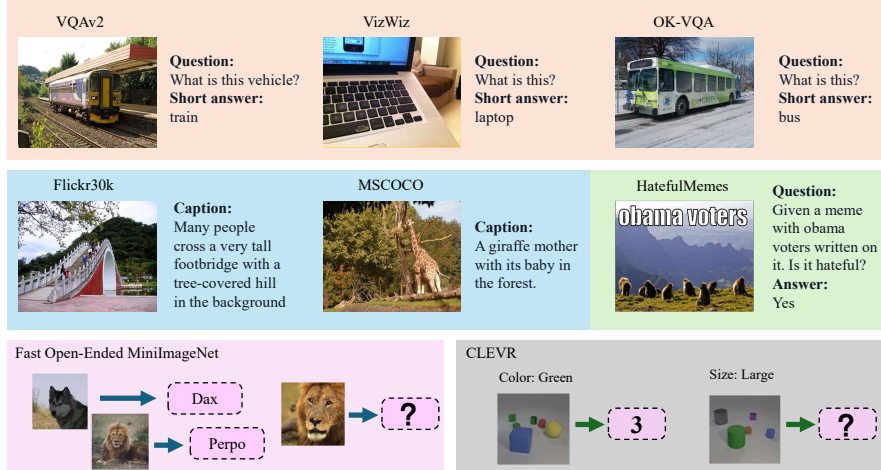 VQAv2
Question:
What is this vehicle?
Short answer:
train
VizWiz
Question:
What is this?
Short answer:
laptop
OK-VQA
Question:
What is this?
Short answer:
bus
Flickr30k
Caption:
Many people
cross a very tall
footbridge with a
tree-covered hill
in the background
MSCOCO
Caption:
A giraffe mother
with its baby in
the forest.
HatefulMemes
obama voters
Question:
Given a meme
with obama
voters written on
it. Is it hateful?
Answer:
Yes
Fast Open-Ended MiniImageNet
Dax
Perpo
?
CLEVR
Color: Green
3
Size: Large
?